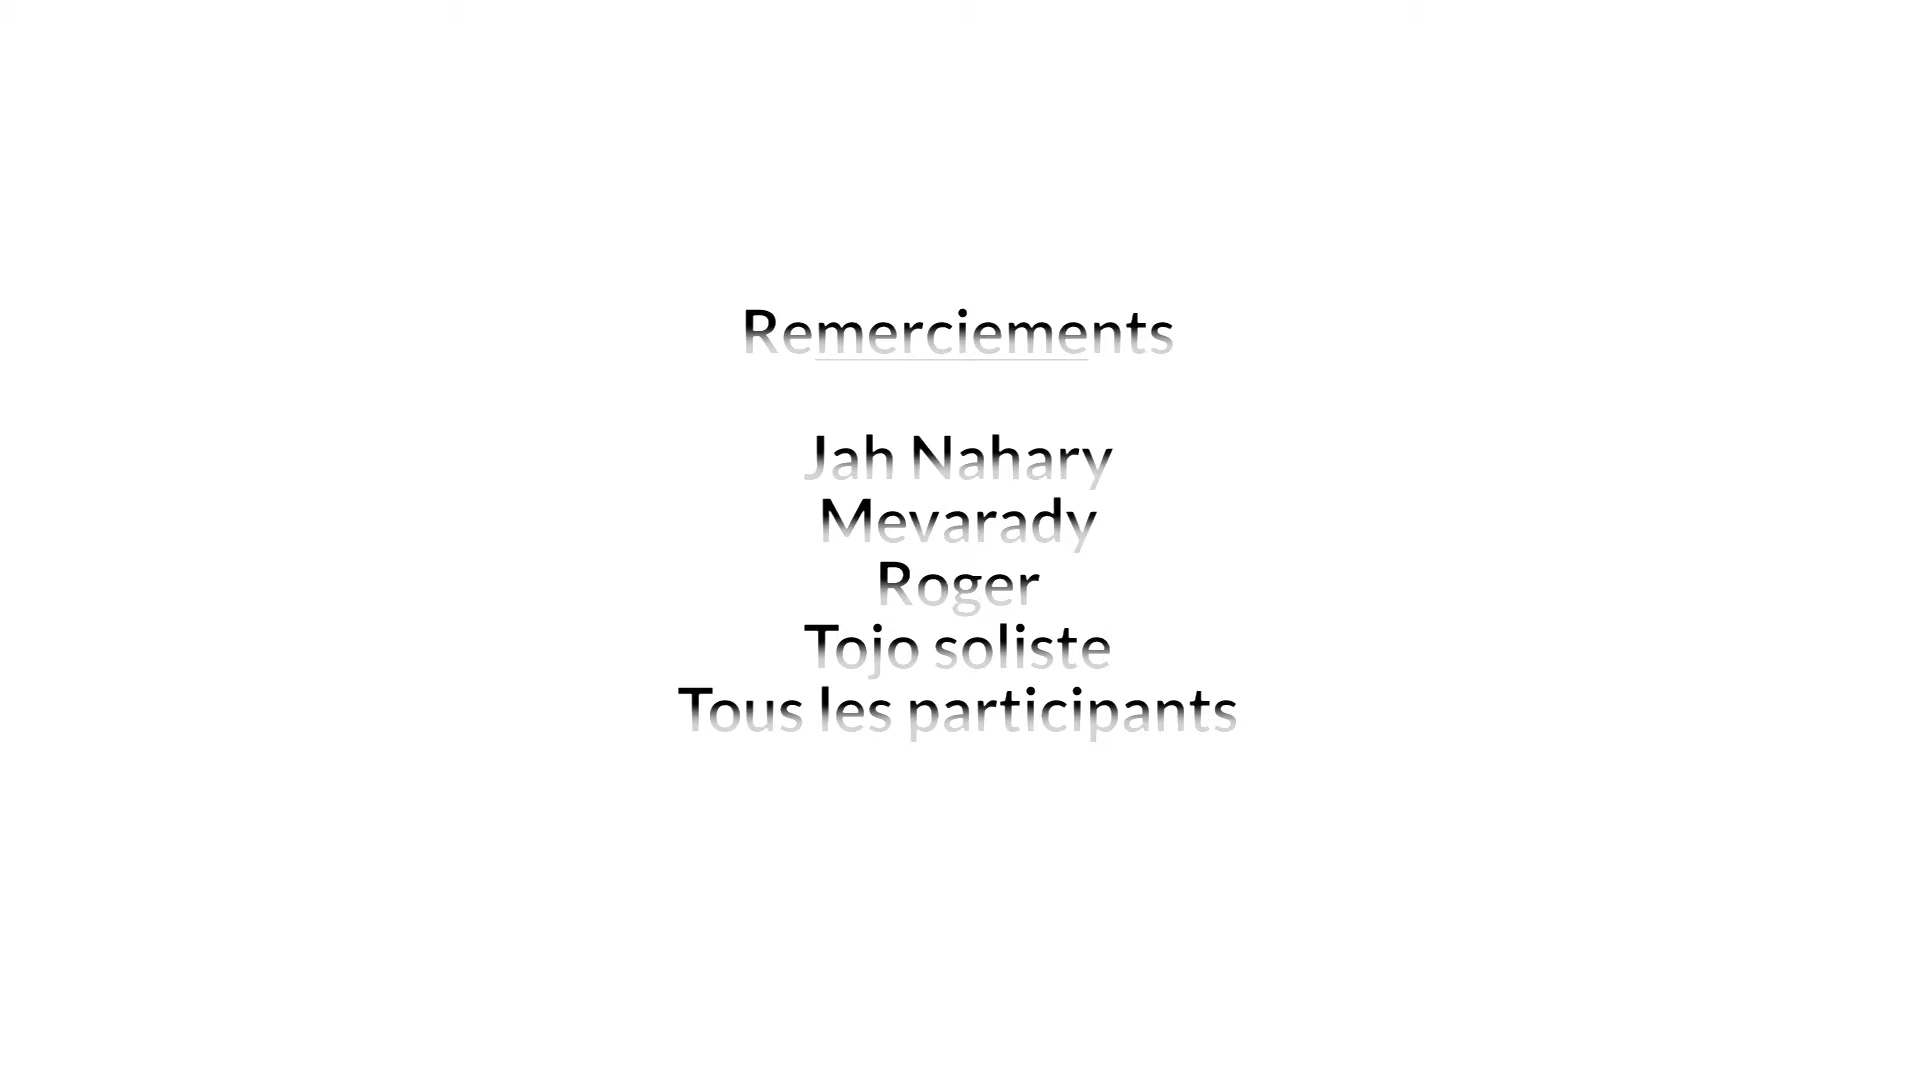 Remerciements
Jah Nahary
Mevarady
Roger
Tojo soliste
Tous les participants